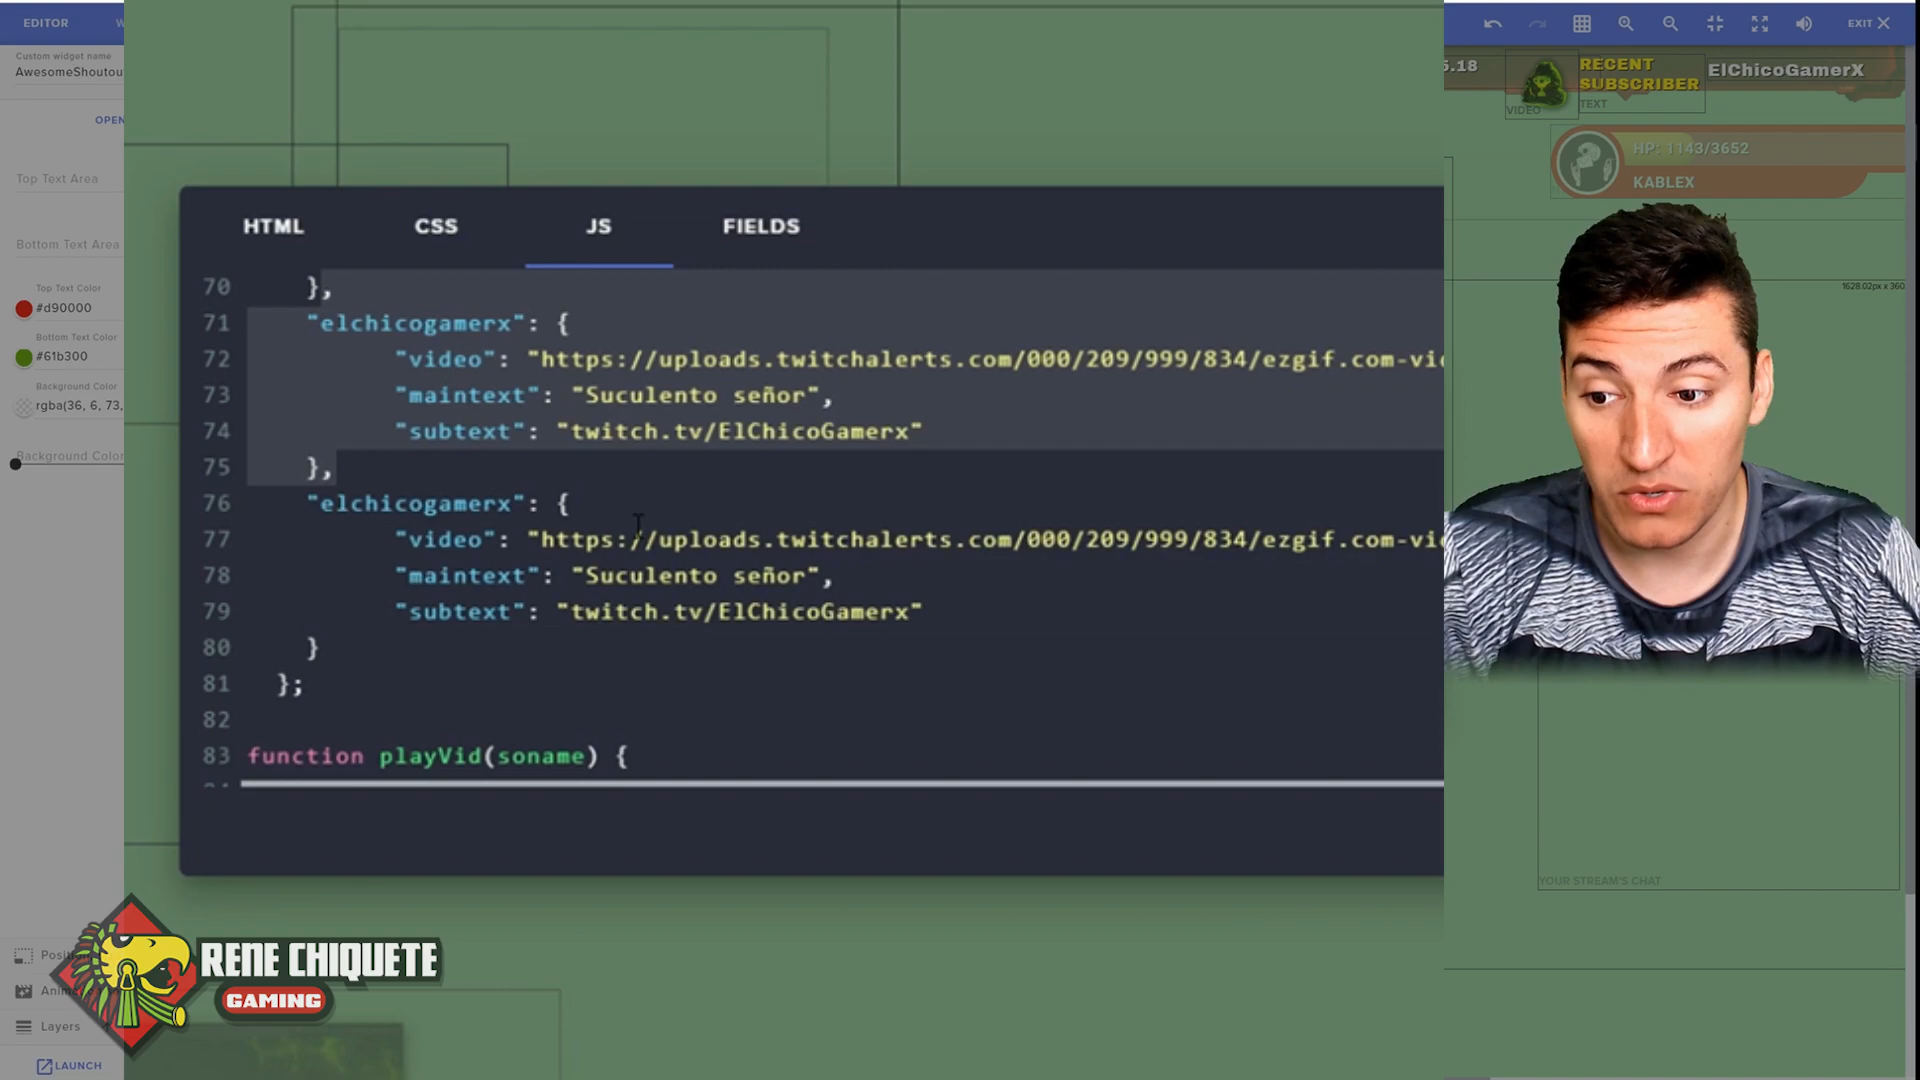 EDITOR
EXIT
Custom widget name
AwesomeShoutou
OPEN
Top Text Area
Bottom Text Area
Top Text Color
#d90000
Bottom Text Color
#61b300
Background Color
rgba(36, 6, 73,
Background Color
Layers
LAUNCH
HTML CSS JS FIELDS
70 },
71 "elchicogamerx": {
72 "video": "https://uploads.twitchalerts.com/000/209/999/834/ezgif.com-vi
73 "maintext": "Suculento señor",
74 "subtext": "twitch.tv/ElChicoGamerx"
75 },
76 "elchicogamerx": {
77 "video": "https://uploads.twitchalerts.com/000/209/999/834/ezgif.com-vi
78 "maintext": "Suculento señor",
79 "subtext": "twitch.tv/ElChicoGamerx"
80 }
81 };
82
83 function playVid(soname) {
5.18
RECENT
SUBSCRIBER
ElChicoGamerX
VIDEO
TEXT
HP: 1143/3652
KABLEX
1628.02px x 360
YOUR STREAM'S CHAT
RENE CHIQUETE
GAMING